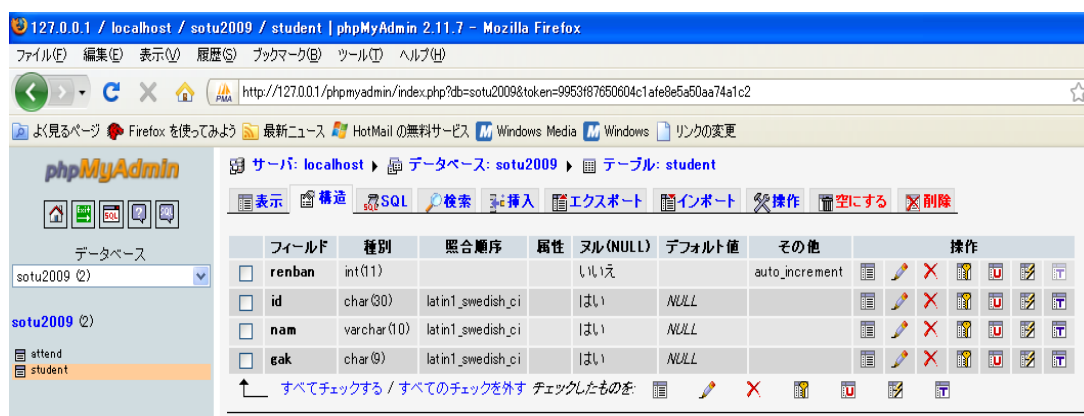 127.0.0.1 / localhost / sotu2009 / student | phpMyAdmin 2.11.7 - Mozilla Firefox
ファイル(F) 編集(E) 表示(V) 履歴(S) ブックマーク(B) ツール(T) ヘルプ(H)
http://127.0.0.1/phpmyadmin/index.php?db=sotu2009&token=9953f87650604c1afe8e5a50aa74a1c2
よく見るページ Firefox を使ってみよう 最新ニュース HotMail の無料サービス Windows Media Windows リンクの変更
phpMyAdmin
データベース
sotu2009 (2)
sotu2009 (2)
attend
student
サーバ: localhost データベース: sotu2009 テーブル: student
表示 構造 SQL 検索 挿入 エクスポート インポート 操作 空にする 削除
フィールド 種別 照合順序 属性 ヌル(NULL) デフォルト値 その他 操作
renban int(11) いいえ auto_increment
id char(30) latin1_swedish_ci はい NULL
nam varchar(10) latin1_swedish_ci はい NULL
gak char(9) latin1_swedish_ci はい NULL
すべてチェックする / すべてのチェックを外す チェックしたものを: